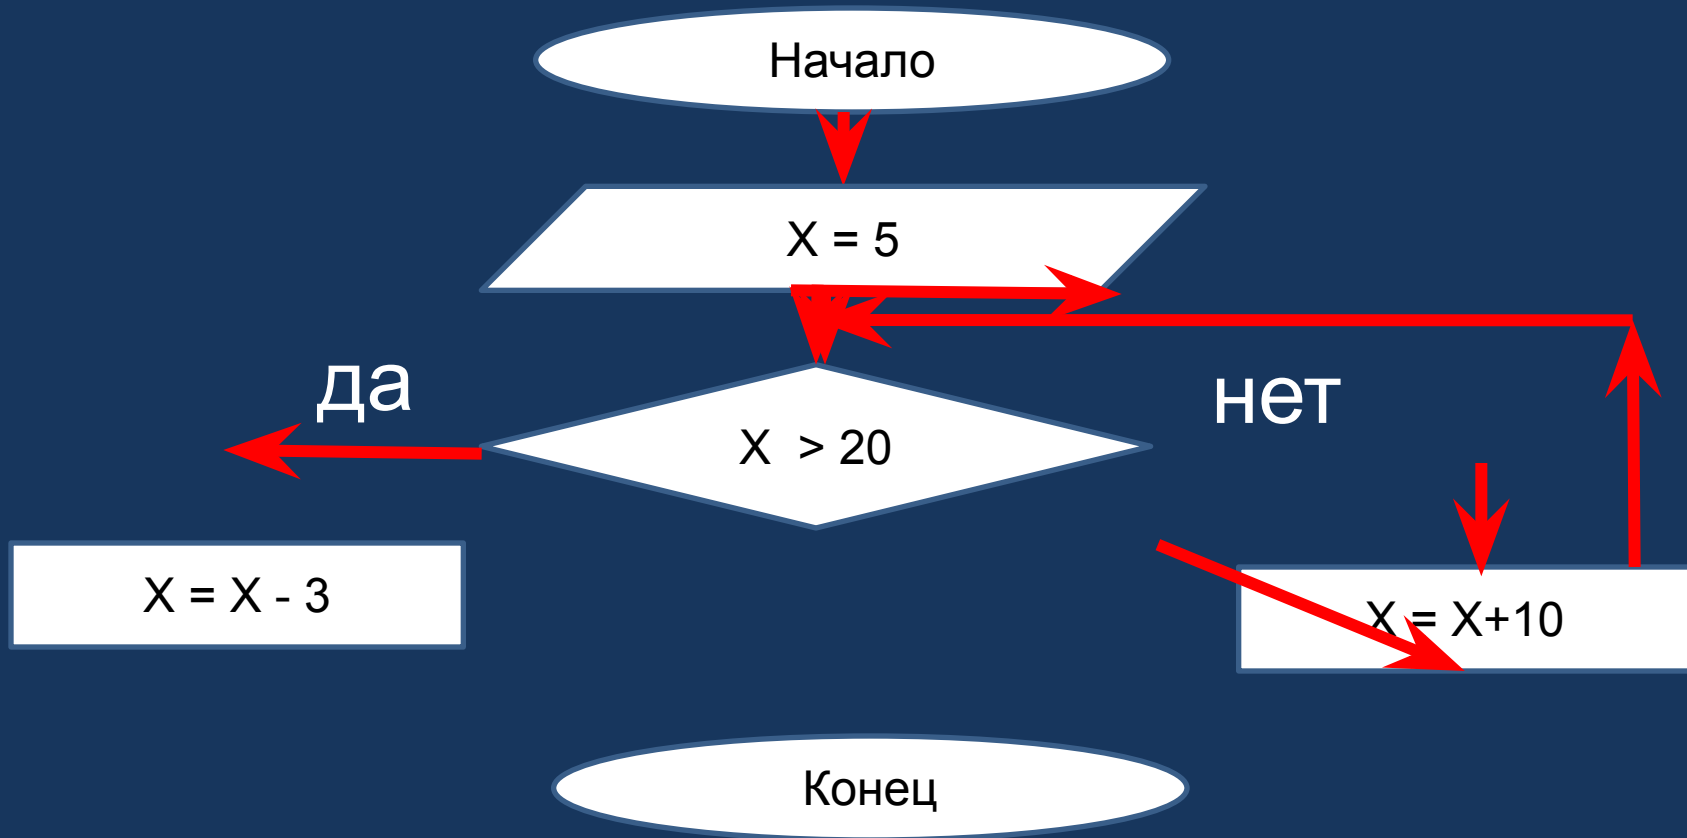 Начало
X = 5
да
нет
X > 20
X = X - 3
X = X+10
Конец